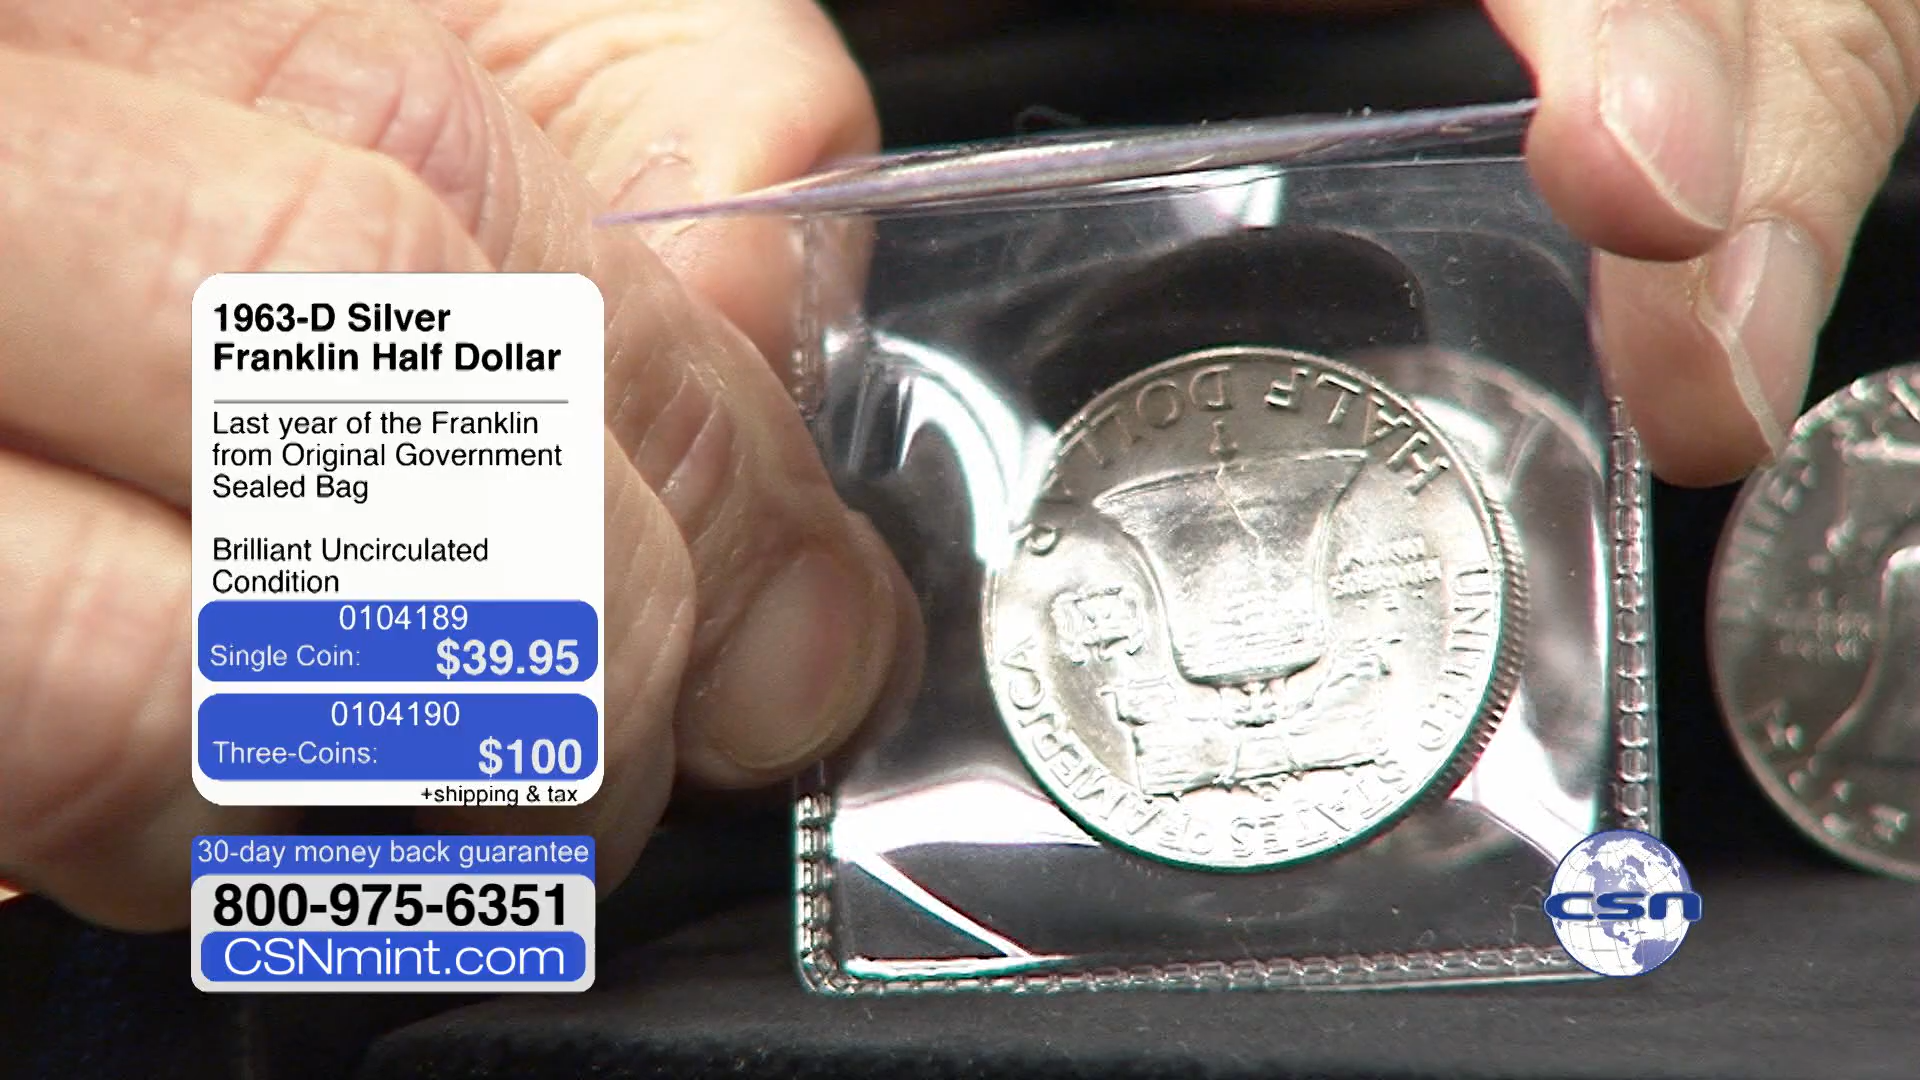 1963-D Silver
Franklin Half Dollar
Last year of the Franklin
from Original Government
Sealed Bag
Brilliant Uncirculated
Condition
0104189
Single Coin: $39.95
0104190
Three-Coins: $100
+shipping & tax
30-day money back guarantee
800-975-6351
CSNmint.com
HALF DOLL
UNITED STATES OF AMERICA
csn